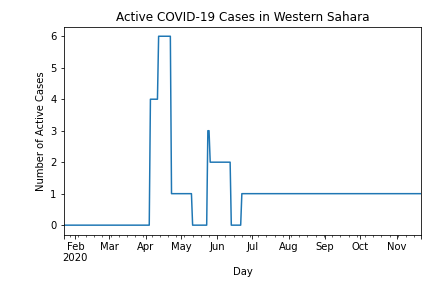 Active COVID-19 Cases in Western Sahara
Number of Active Cases
6
5
4
3
2
1
0
Feb Mar Apr May Jun Jul Aug Sep Oct Nov
2020
Day